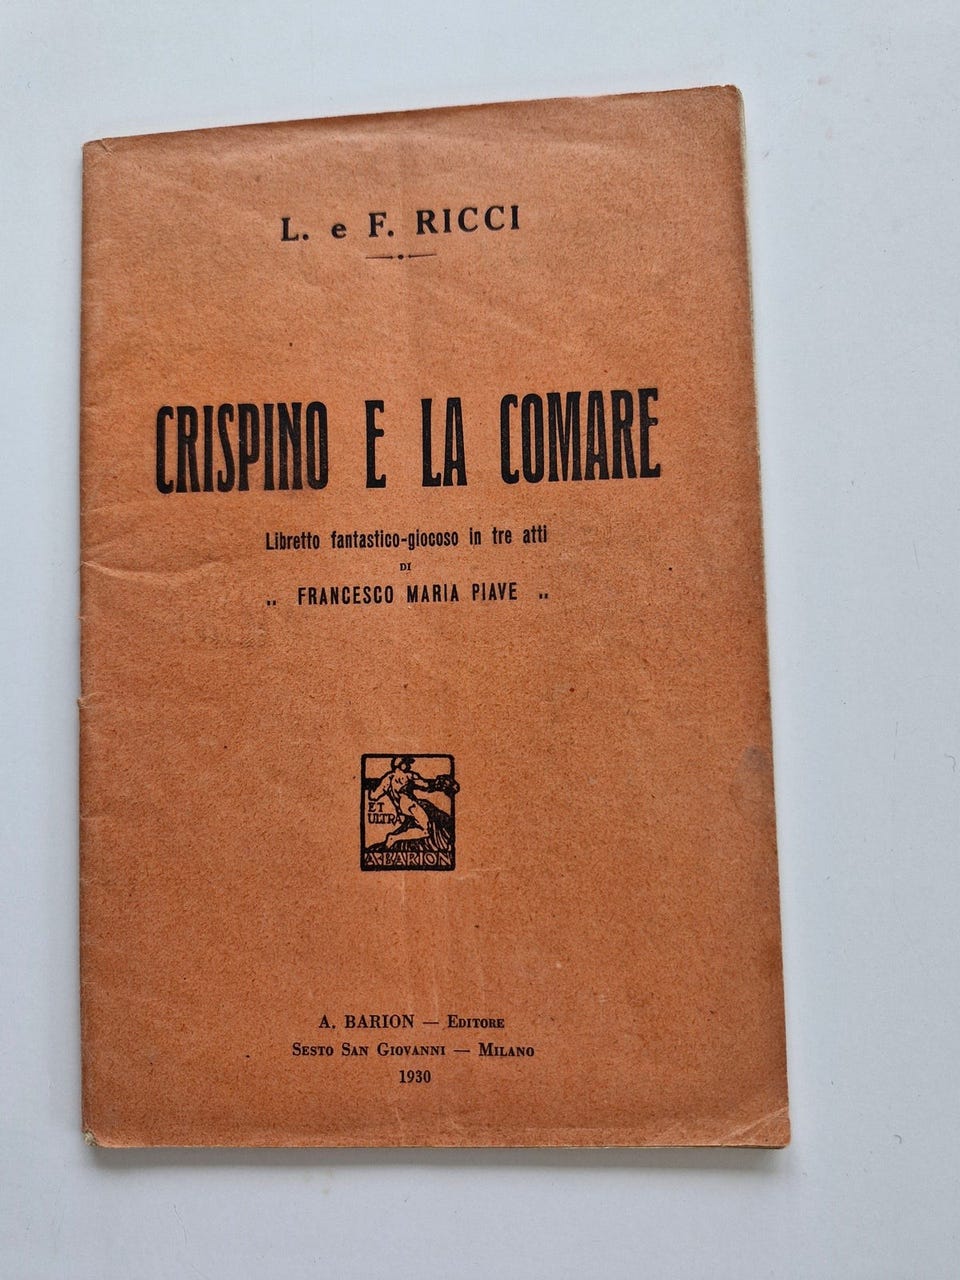 L. e F. RICCI
CRISPINO E LA COMARE
Libretto fantastico-giocoso in tre atti
DI
„ FRANCESCO MARIA PIAVE „
ET
ULTRA
A·BARION
A. BARION — Editore
Sesto San Giovanni — Milano
1930